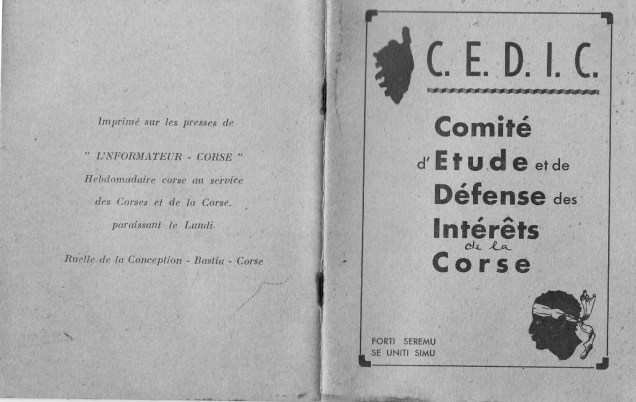 Imprimé sur les presses de
" L'NFORMATEUR - CORSE "
Hebdomadaire corse au service
des Corses et de la Corse.
paraissant le Lundi.
Ruelle de la Conception - Bastia - Corse
C. E. D. I. C.
Comité
d'Etude et de
Défense des
Intérêts
de la
Corse
FORTI SEREMU
SE UNITI SIMU